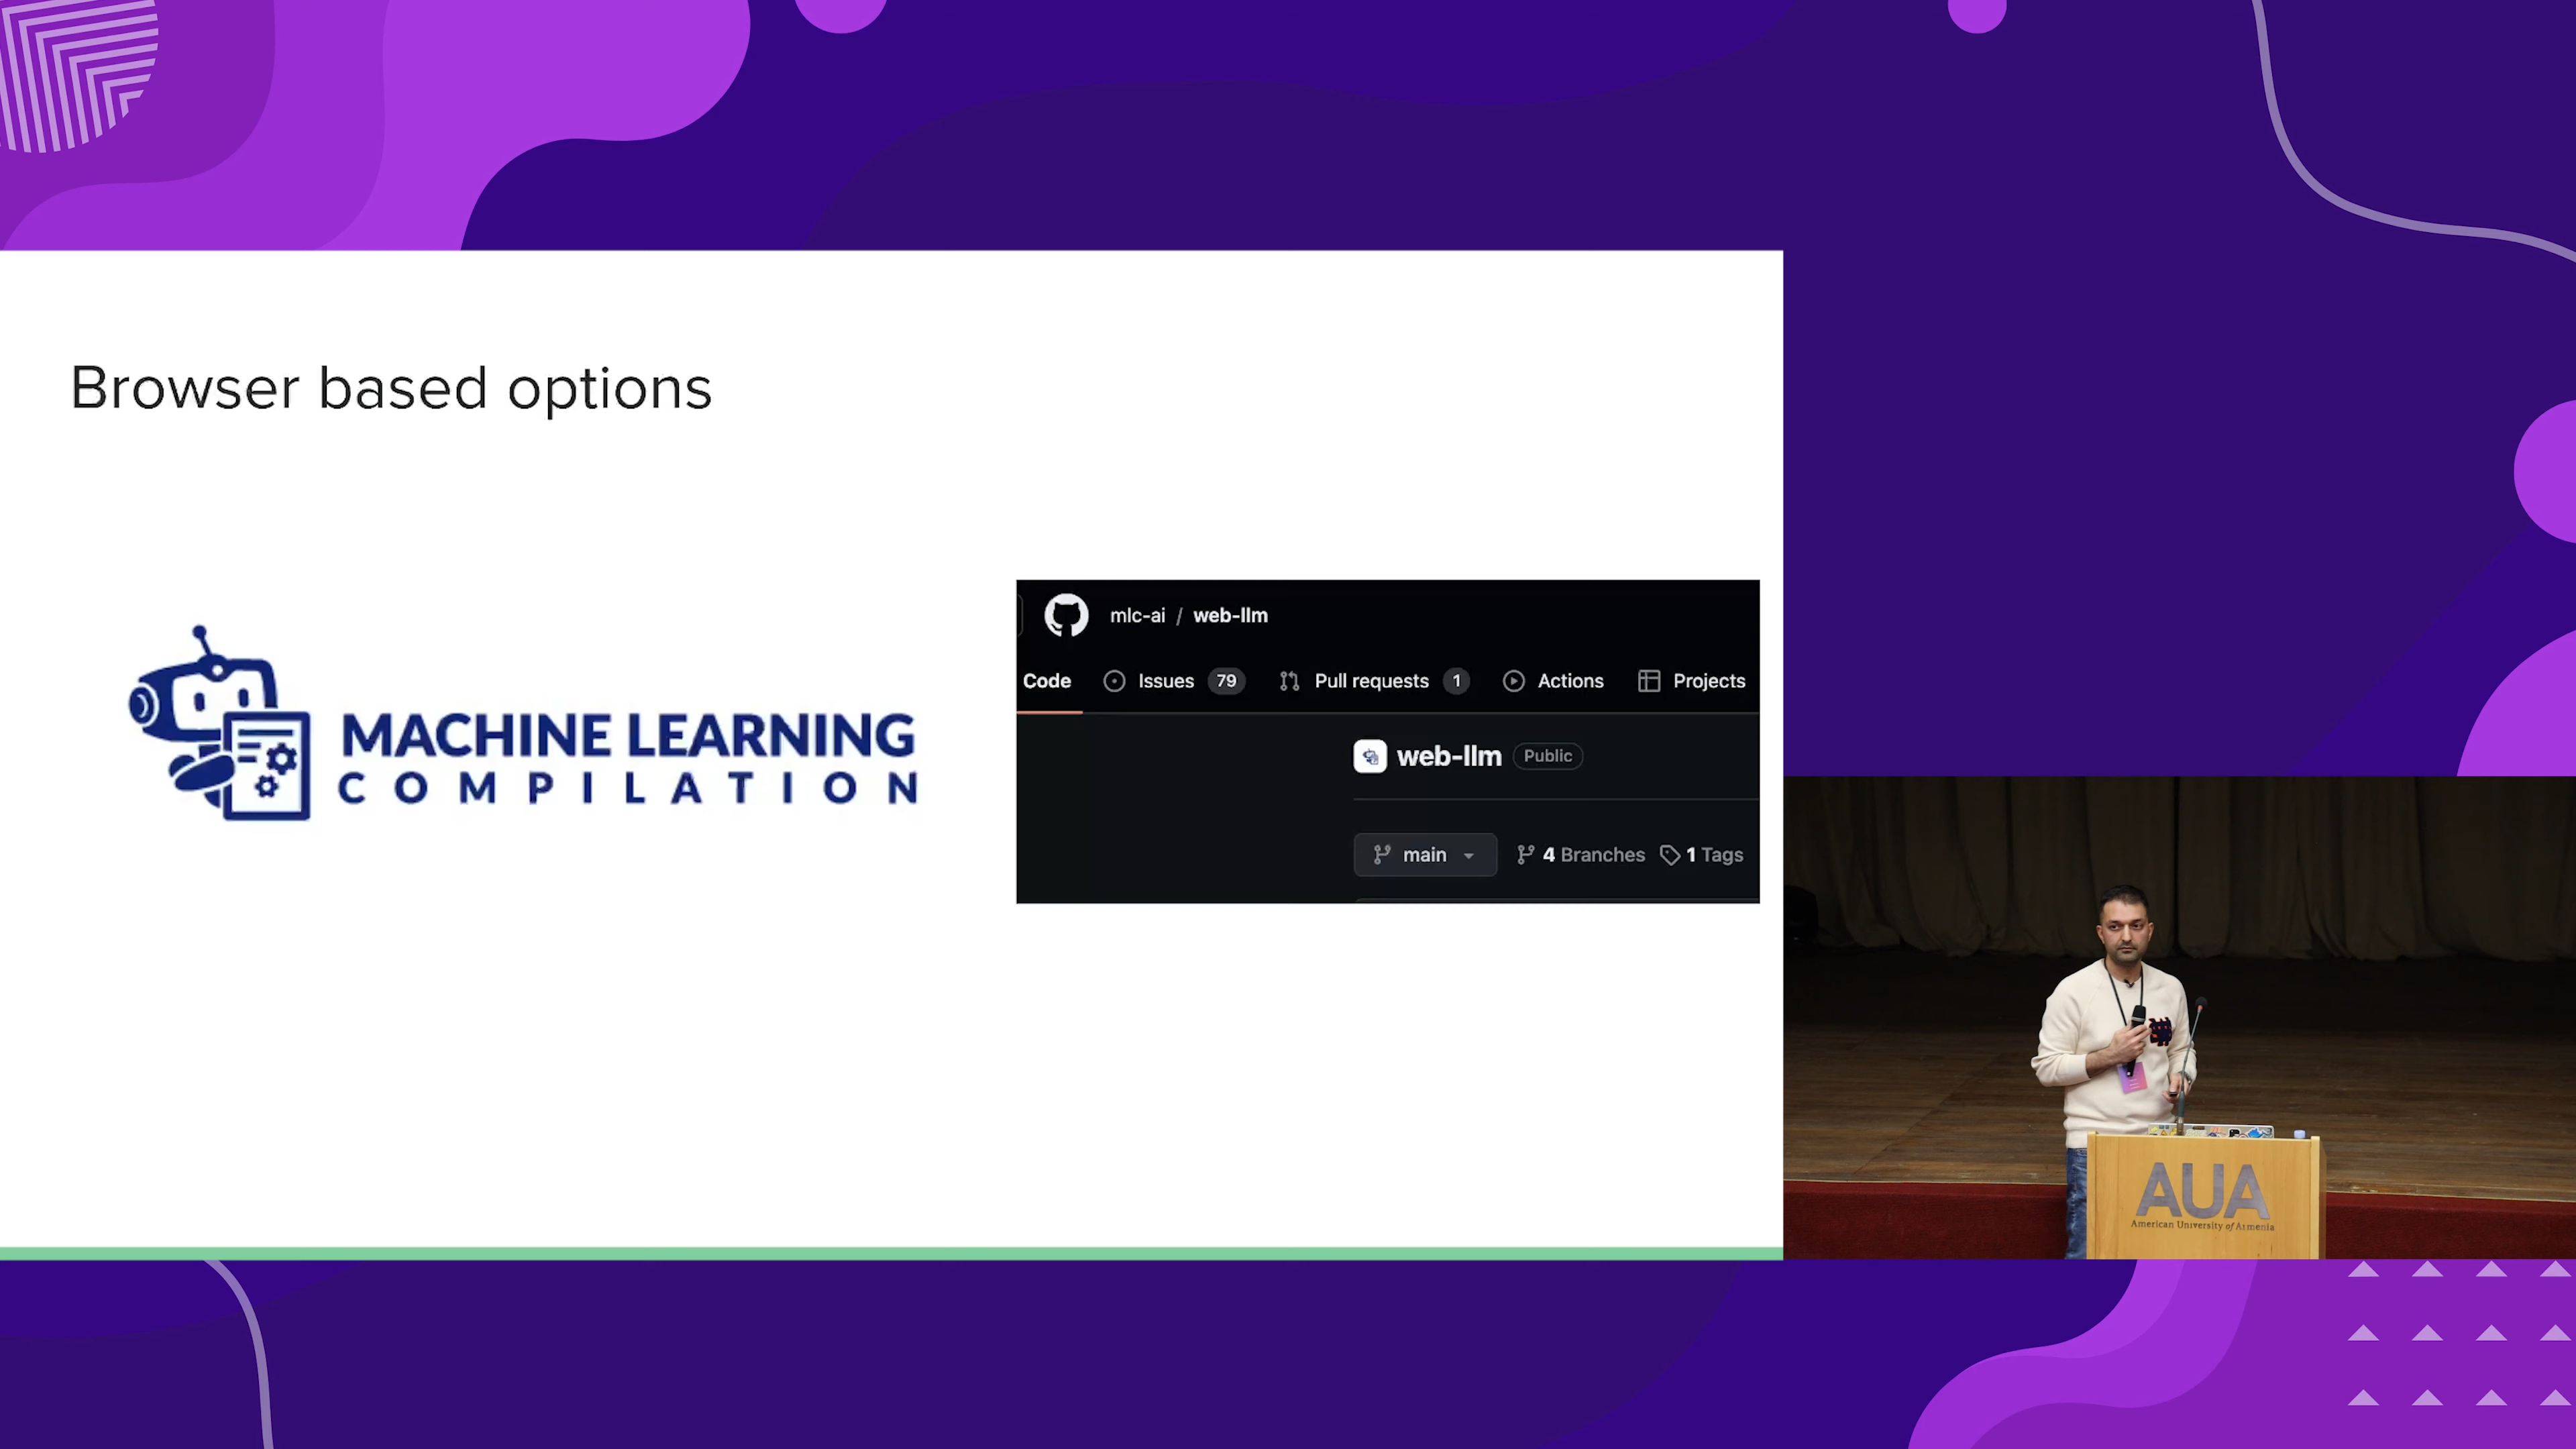 Browser based options
MACHINE LEARNING
COMPILATION
mlc-ai / web-llm
Code Issues 79 Pull requests 1 Actions Projects
web-llm Public
main 4 Branches 1 Tags
AUA
American University of Armenia